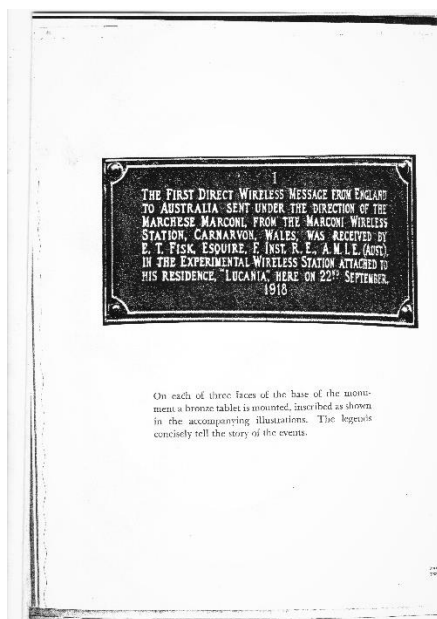 1
THE FIRST DIRECT WIRELESS MESSAGE FROM ENGLAND
TO AUSTRALIA SENT UNDER THE DIRECTION OF THE
MARCHESE MARCONI, FROM THE MARCONI WIRELESS
STATION, CARNARVON, WALES, WAS RECEIVED BY
E. T. FISK, ESQUIRE, F. INST. R. E., A.M.I.E. (AUST),
IN THE EXPERIMENTAL WIRELESS STATION ATTACHED TO
HIS RESIDENCE, "LUCANIA," HERE ON 22ND SEPTEMBER,
1918
On each of three faces of the base of the monu-
ment a bronze tablet is mounted, inscribed as shown
in the accompanying illustrations. The legends
concisely tell the story of the events.